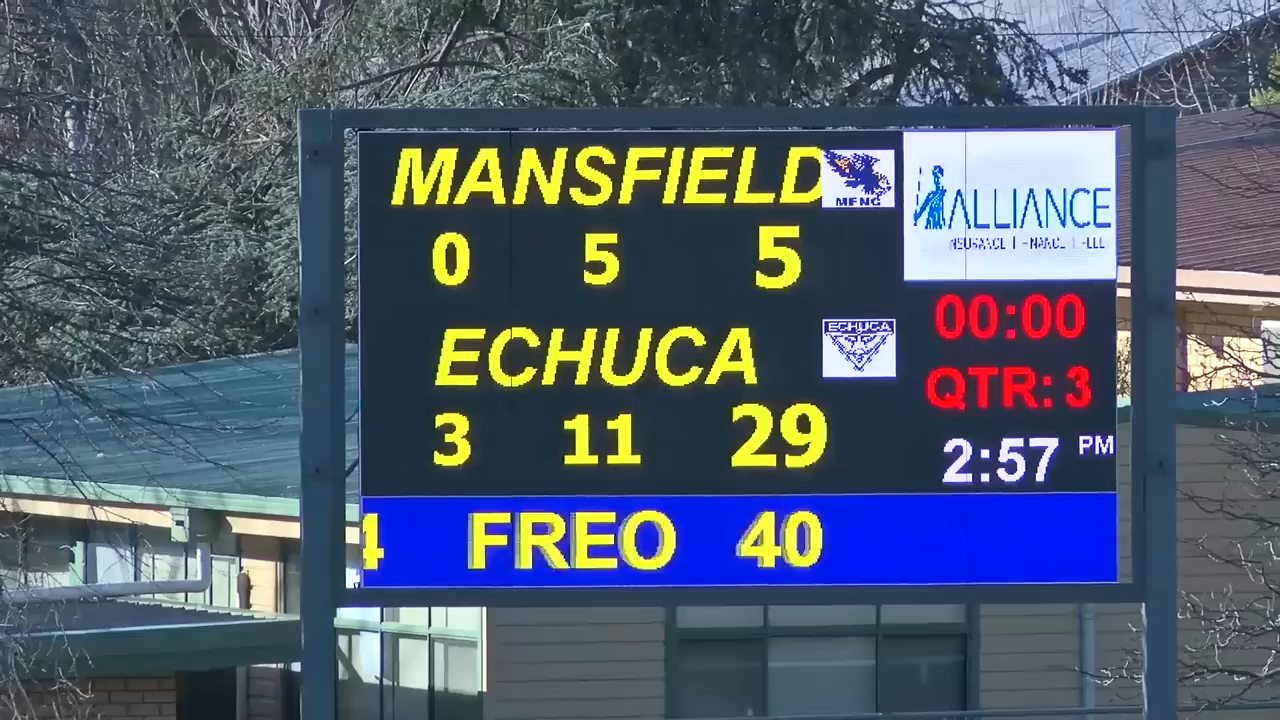 MANSFIELD
MFNC
0 5 5
ECHUCA
ECHUCA
3 11 29
ALLIANCE
00:00
QTR: 3
2:57 PM
4 FREO 40